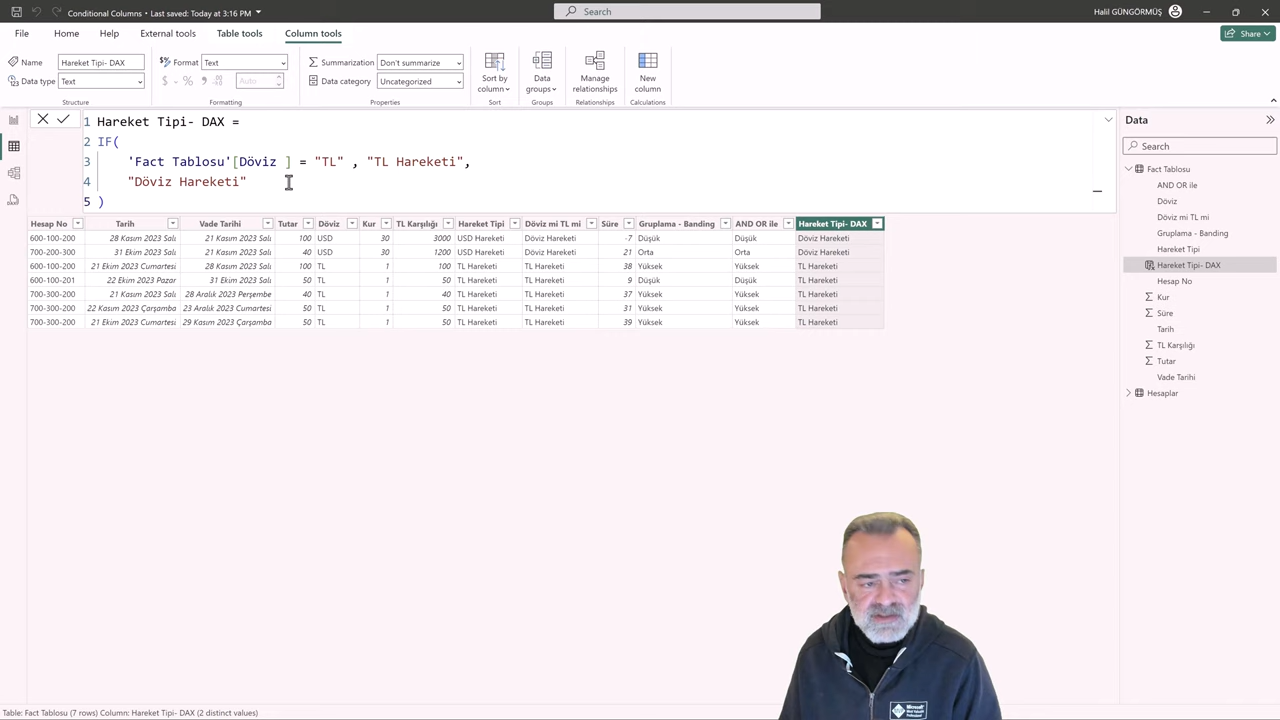 Conditional Columns • Last saved: Today at 3:16 PM
Search
Halil GÜNGÖRMÜŞ
File Home Help External tools Table tools Column tools
Share
Name Hareket Tipi- DAX
Data type Text
Structure
Format Text
$ % Auto
Formatting
Summarization Don't summarize
Data category Uncategorized
Properties
Sort by column
Sort
Data groups
Groups
Manage relationships
Relationships
New column
Calculations
1 Hareket Tipi- DAX =
2 IF(
3 'Fact Tablosu'[Döviz ] = "TL" , "TL Hareketi",
4 "Döviz Hareketi"
5 )
Hesap No Tarih Vade Tarihi Tutar Döviz Kur TL Karşılığı Hareket Tipi Döviz mi TL mi Süre Gruplama - Banding AND OR ile Hareket Tipi- DAX
600-100-200 28 Kasım 2023 Salı 21 Kasım 2023 Salı 100 USD 30 3000 USD Hareketi Döviz Hareketi -7 Düşük Düşük Döviz Hareketi
700-200-300 31 Ekim 2023 Salı 21 Kasım 2023 Salı 40 USD 30 1200 USD Hareketi Döviz Hareketi 21 Orta Orta Döviz Hareketi
600-100-200 21 Ekim 2023 Cumartesi 28 Kasım 2023 Salı 100 TL 1 100 TL Hareketi TL Hareketi 38 Yüksek Yüksek TL Hareketi
600-100-201 22 Ekim 2023 Pazar 31 Ekim 2023 Salı 50 TL 1 50 TL Hareketi TL Hareketi 9 Düşük Düşük TL Hareketi
700-300-200 21 Kasım 2023 Salı 28 Aralık 2023 Perşembe 40 TL 1 40 TL Hareketi TL Hareketi 37 Yüksek Yüksek TL Hareketi
700-300-200 22 Kasım 2023 Çarşamba 23 Aralık 2023 Cumartesi 50 TL 1 50 TL Hareketi TL Hareketi 31 Yüksek Yüksek TL Hareketi
700-300-200 21 Ekim 2023 Cumartesi 29 Kasım 2023 Çarşamba 50 TL 1 50 TL Hareketi TL Hareketi 39 Yüksek Yüksek TL Hareketi
Data
Search
Fact Tablosu
AND OR ile
Döviz
Döviz mi TL mi
Gruplama - Banding
Hareket Tipi
Hareket Tipi- DAX
Hesap No
Kur
Süre
Tarih
TL Karşılığı
Tutar
Vade Tarihi
Hesaplar
Microsoft
Table: Fact Tablosu (7 rows) Column: Hareket Tipi- DAX (2 distinct values)